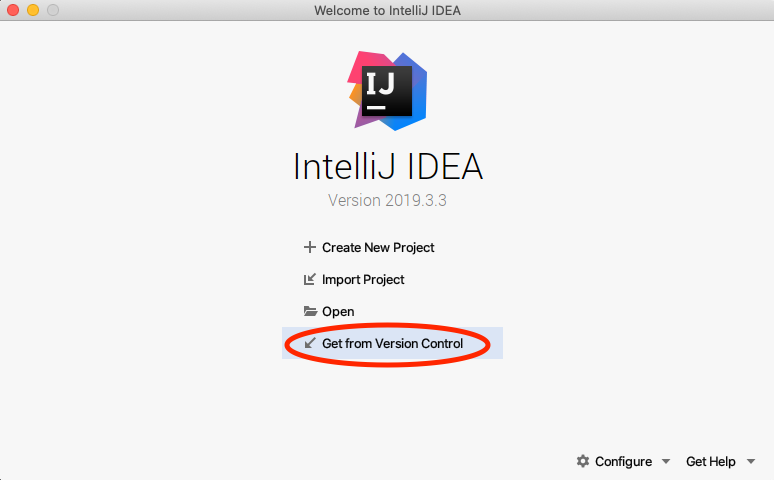 Welcome to IntelliJ IDEA
IJ
IntelliJ IDEA
Version 2019.3.3
Create New Project
Import Project
Open
Get from Version Control
Configure
Get Help